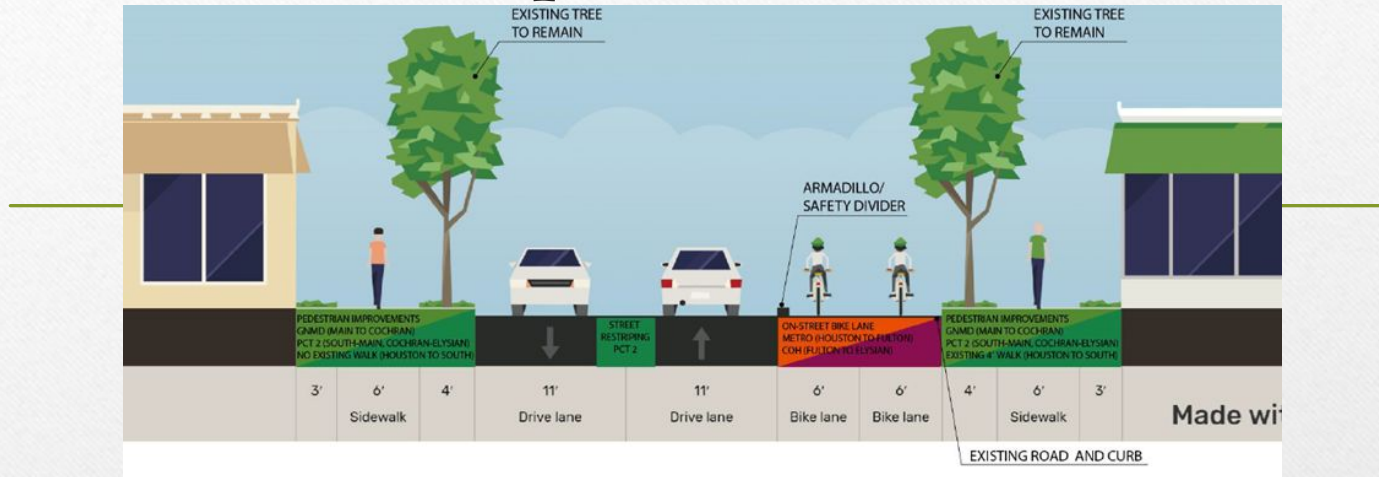 EXISTING TREE
TO REMAIN
EXISTING TREE
TO REMAIN
ARMADILLO/
SAFETY DIVIDER
PEDESTRIAN IMPROVEMENTS
GNMD (MAIN TO COCHRAN)
PCT 2 (SOUTH-MAIN, COCHRAN-ELYSIAN)
NO EXISTING WALK (HOUSTON TO SOUTH)
STREET
RESTRIPING
PCT 2
ON-STREET BIKE LANE
METRO (HOUSTON TO FULTON)
COH (FULTON TO ELYSIAN)
PEDESTRIAN IMPROVEMENTS
GNMD (MAIN TO COCHRAN)
PCT 2 (SOUTH-MAIN, COCHRAN-ELYSIAN)
EXISTING 4' WALK (HOUSTON TO SOUTH)
3' 6' 4' 11' 11' 6' 6' 4' 6' 3'
Sidewalk Drive lane Drive lane Bike lane Bike lane Sidewalk
Made wi
EXISTING ROAD AND CURB